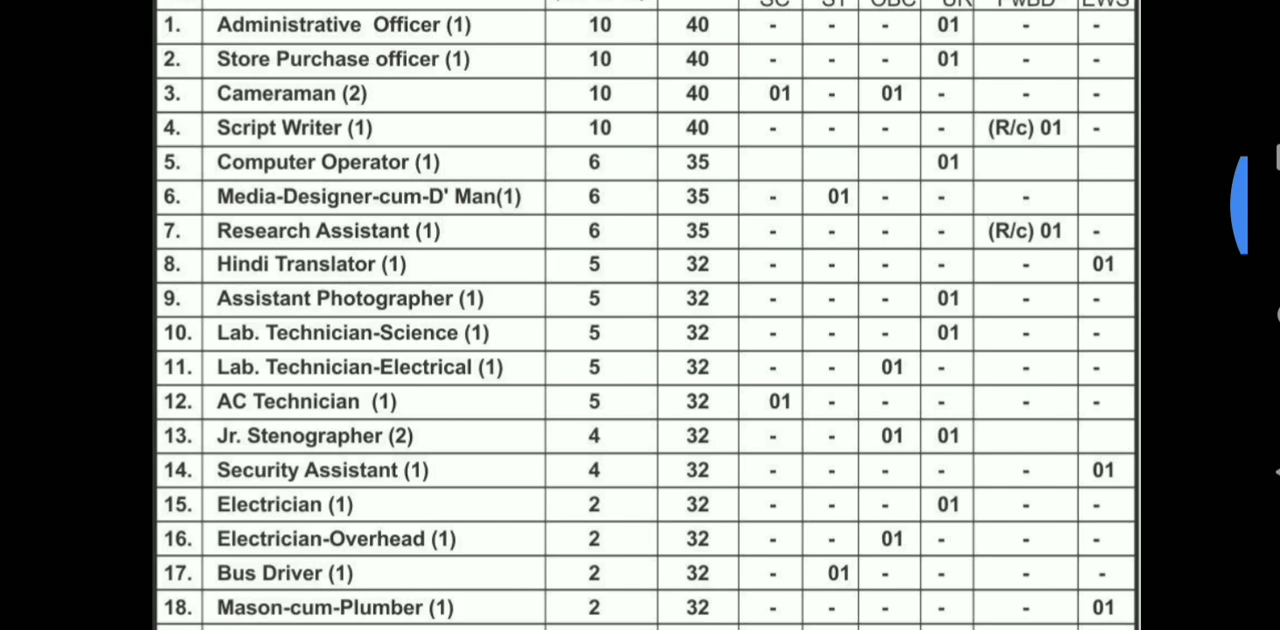 SC ST OBC UR PwBD EWS
1. Administrative Officer (1) 10 40 - - - 01 - -
2. Store Purchase officer (1) 10 40 - - - 01 - -
3. Cameraman (2) 10 40 01 - 01 - - -
4. Script Writer (1) 10 40 - - - - (R/c) 01 -
5. Computer Operator (1) 6 35 01
6. Media-Designer-cum-D' Man(1) 6 35 - 01 - - -
7. Research Assistant (1) 6 35 - - - - (R/c) 01 -
8. Hindi Translator (1) 5 32 - - - - - 01
9. Assistant Photographer (1) 5 32 - - - 01 - -
10. Lab. Technician-Science (1) 5 32 - - - 01 - -
11. Lab. Technician-Electrical (1) 5 32 - - 01 - - -
12. AC Technician (1) 5 32 01 - - - - -
13. Jr. Stenographer (2) 4 32 - - 01 01
14. Security Assistant (1) 4 32 - - - - - 01
15. Electrician (1) 2 32 - - - 01 - -
16. Electrician-Overhead (1) 2 32 - - 01 - - -
17. Bus Driver (1) 2 32 - 01 - - - -
18. Mason-cum-Plumber (1) 2 32 - - - - - 01